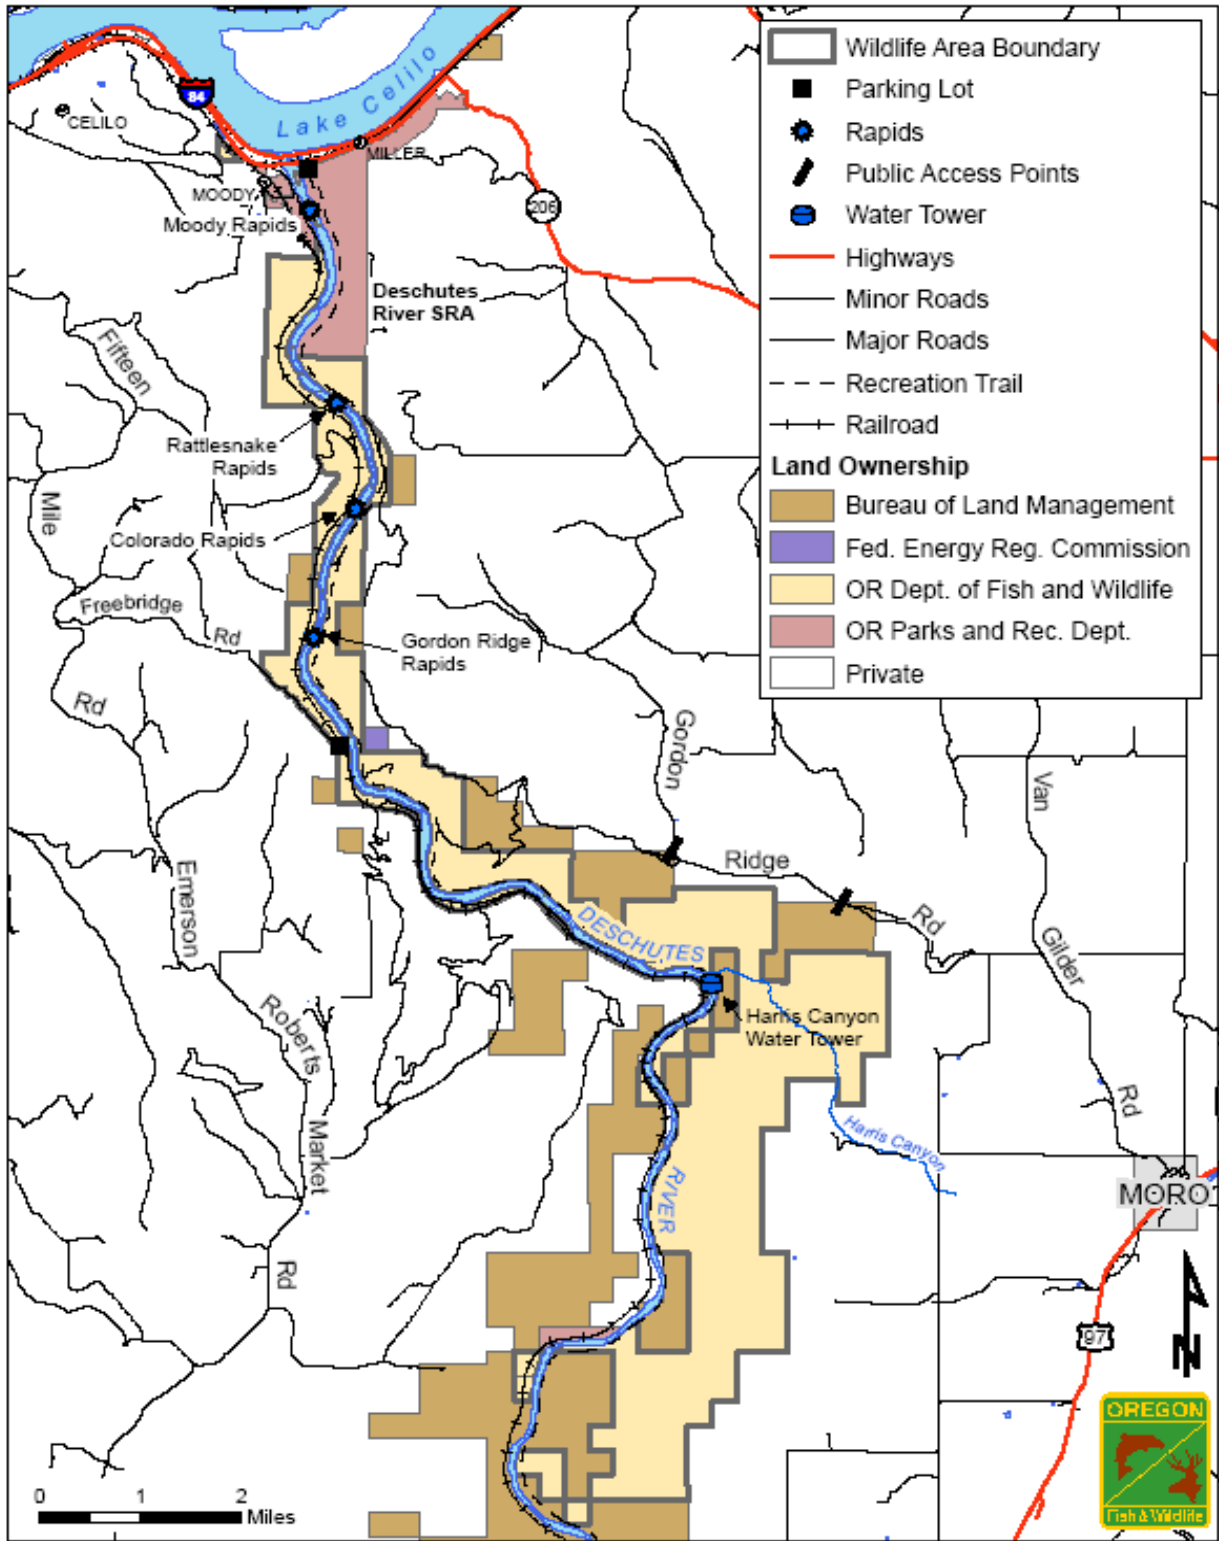 Lake Celilo
84
CELILO
MILLER
MOODY
Moody Rapids
206
Deschutes
River SRA
Fifteen
Mile
Rattlesnake
Rapids
Colorado Rapids
Freebridge
Rd
Gordon Ridge
Rapids
Rd
Gordon
Van
Ridge
Emerson
Rd
DESCHUTES
Gilder
Harris Canyon
Water Tower
Roberts
Rd
Market
Harris Canyon
RIVER
MORO
Rd
97
N
0 1 2
Miles
OREGON
Fish & Wildlife
Wildlife Area Boundary
Parking Lot
Rapids
Public Access Points
Water Tower
Highways
Minor Roads
Major Roads
Recreation Trail
Railroad
Land Ownership
Bureau of Land Management
Fed. Energy Reg. Commission
OR Dept. of Fish and Wildlife
OR Parks and Rec. Dept.
Private